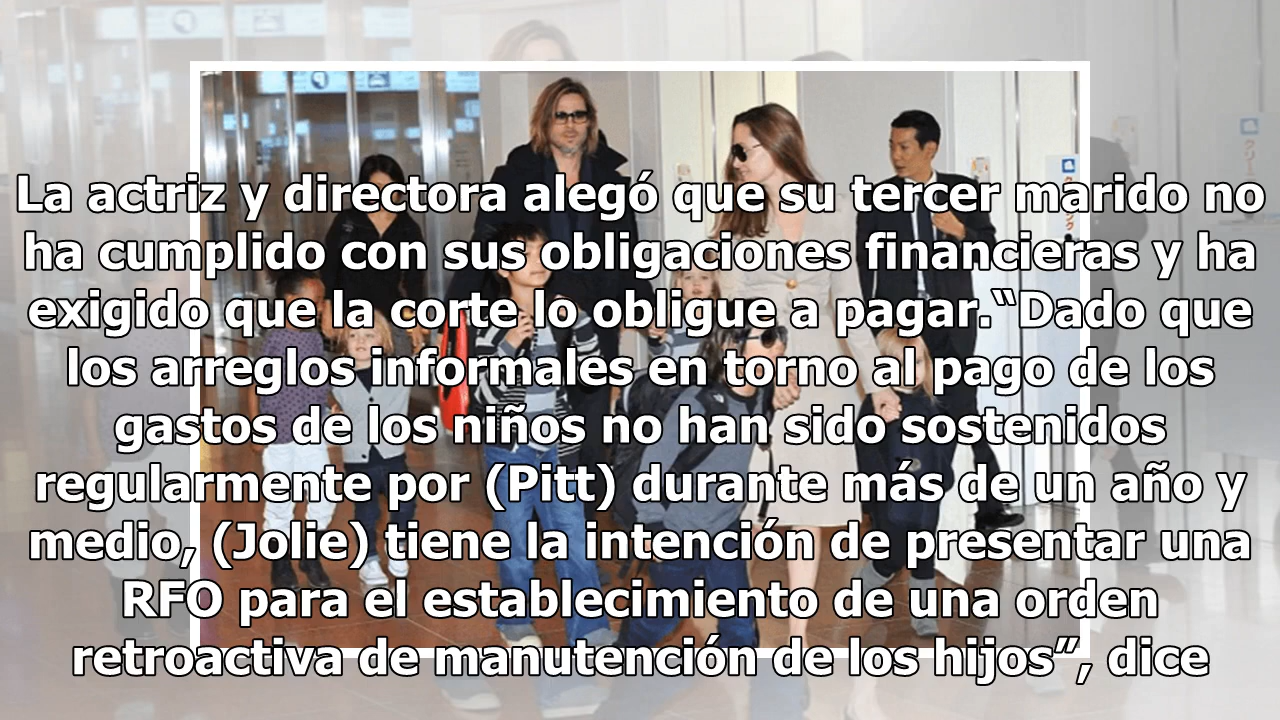 La actriz y directora alegó que su tercer marido no
ha cumplido con sus obligaciones financieras y ha
exigido que la corte lo obligue a pagar.“Dado que
los arreglos informales en torno al pago de los
gastos de los niños no han sido sostenidos
regularmente por (Pitt) durante más de un año y
medio, (Jolie) tiene la intención de presentar una
RFO para el establecimiento de una orden
retroactiva de manutención de los hijos”, dice